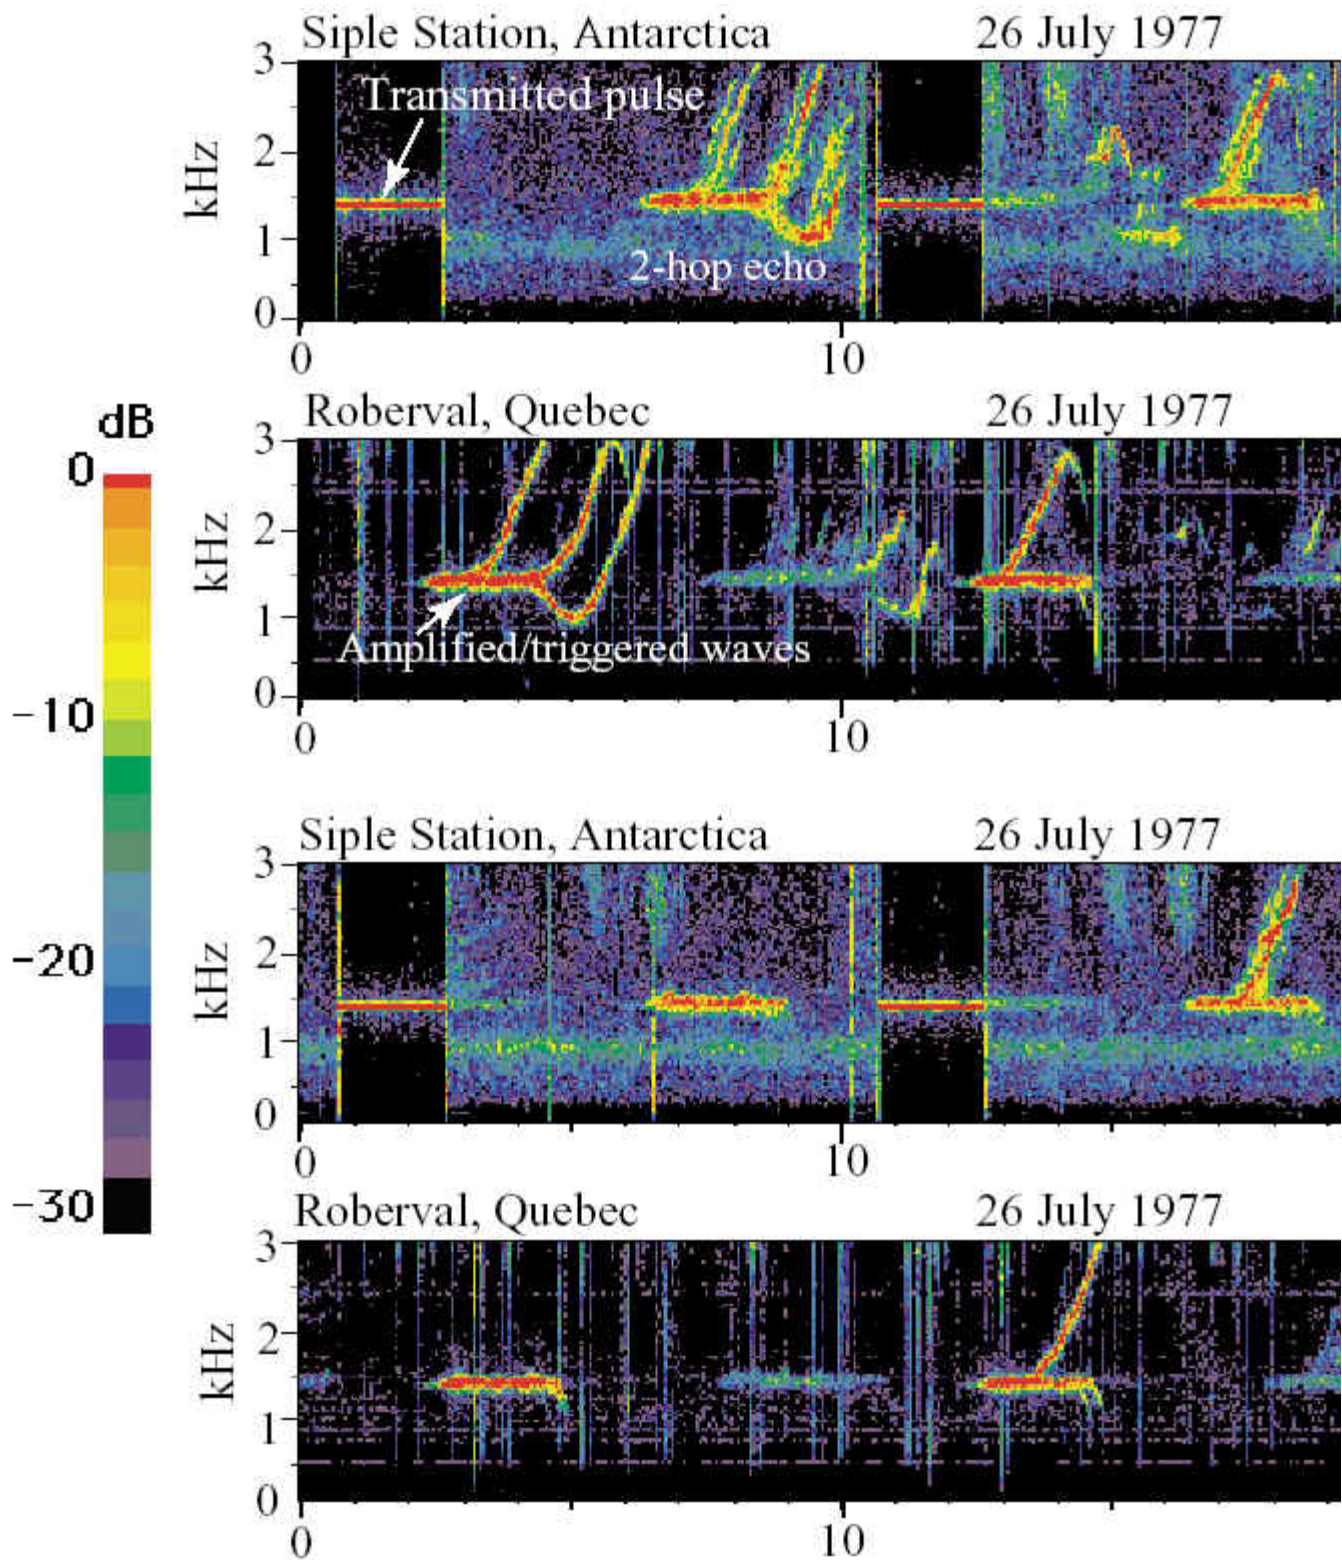 Siple Station, Antarctica 26 July 1977
3
Transmitted pulse
2
kHz
1
2-hop echo
0
0 10
Roberval, Quebec 26 July 1977
dB
3
0
2
kHz
1
Amplified/triggered waves
0
-10
0 10
Siple Station, Antarctica 26 July 1977
3
2
-20
kHz
1
0
0 10
Roberval, Quebec 26 July 1977
-30
3
2
kHz
1
0
0 10